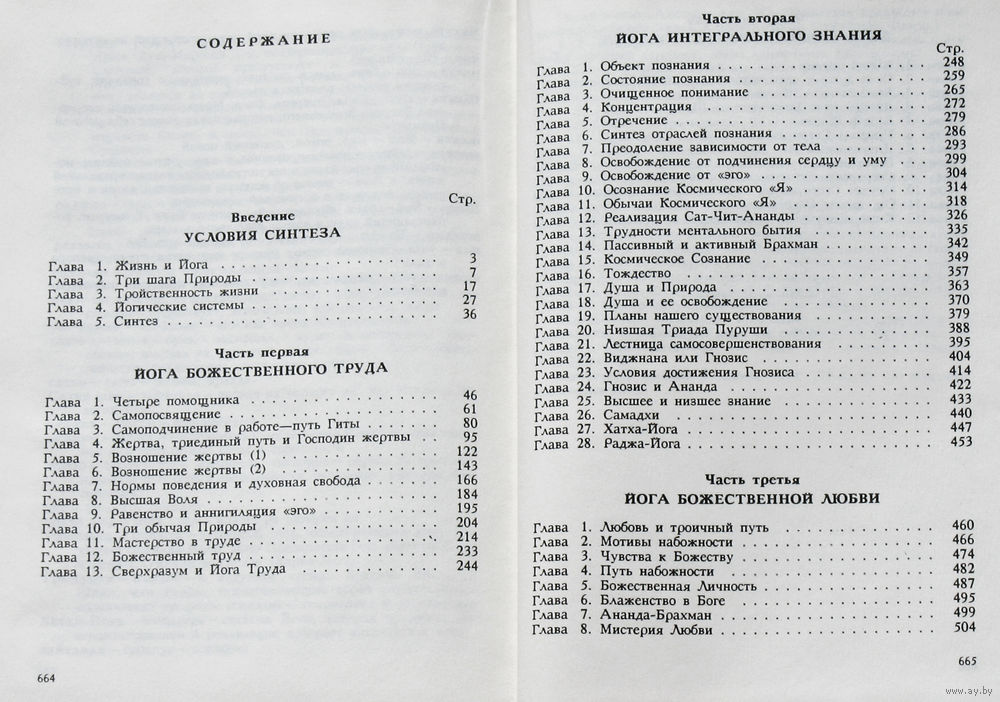 СОДЕРЖАНИЕ
Стр.
Введение
УСЛОВИЯ СИНТЕЗА
Глава 1. Жизнь и Йога . . . . . . . . . . . . . . . . . . 3
Глава 2. Три шага Природы . . . . . . . . . . . . . . . . 7
Глава 3. Тройственность жизни . . . . . . . . . . . . . . 17
Глава 4. Йогические системы . . . . . . . . . . . . . . . 27
Глава 5. Синтез . . . . . . . . . . . . . . . . . . . . . 36
Часть первая
ЙОГА БОЖЕСТВЕННОГО ТРУДА
Глава 1. Четыре помощника . . . . . . . . . . . . . . . . 46
Глава 2. Самопосвящение . . . . . . . . . . . . . . . . . 61
Глава 3. Самоподчинение в работе—путь Гиты . . . . . . . . 80
Глава 4. Жертва, триединый путь и Господин жертвы . . 95
Глава 5. Возношение жертвы (1) . . . . . . . . . . . . . . 122
Глава 6. Возношение жертвы (2) . . . . . . . . . . . . . . 143
Глава 7. Нормы поведения и духовная свобода . . . . . . 166
Глава 8. Высшая Воля . . . . . . . . . . . . . . . . . . . 184
Глава 9. Равенство и аннигиляция «эго» . . . . . . . . . . 195
Глава 10. Три обычая Природы . . . . . . . . . . . . . . . 204
Глава 11. Мастерство в труде . . . . . . . . . . . . . . . 214
Глава 12. Божественный труд . . . . . . . . . . . . . . . 233
Глава 13. Сверхразум и Йога Труда . . . . . . . . . . . . 244
664
Часть вторая
ЙОГА ИНТЕГРАЛЬНОГО ЗНАНИЯ
Стр.
Глава 1. Объект познания . . . . . . . . . . . . . . . . . 248
Глава 2. Состояние познания . . . . . . . . . . . . . . . 259
Глава 3. Очищенное понимание . . . . . . . . . . . . . . . 265
Глава 4. Концентрация . . . . . . . . . . . . . . . . . . 272
Глава 5. Отречение . . . . . . . . . . . . . . . . . . . . 279
Глава 6. Синтез отраслей познания . . . . . . . . . . . . 286
Глава 7. Преодоление зависимости от тела . . . . . . . . . 293
Глава 8. Освобождение от подчинения сердцу и уму . . . 299
Глава 9. Освобождение от «эго» . . . . . . . . . . . . . . 304
Глава 10. Осознание Космического «Я» . . . . . . . . . . . 314
Глава 11. Обычаи Космического «Я» . . . . . . . . . . . . 318
Глава 12. Реализация Сат-Чит-Ананды . . . . . . . . . . . 326
Глава 13. Трудности ментального бытия . . . . . . . . . . 335
Глава 14. Пассивный и активный Брахман . . . . . . . . . . 342
Глава 15. Космическое Сознание . . . . . . . . . . . . . . 349
Глава 16. Тождество . . . . . . . . . . . . . . . . . . . 357
Глава 17. Душа и Природа . . . . . . . . . . . . . . . . . 363
Глава 18. Душа и ее освобождение . . . . . . . . . . . . . 370
Глава 19. Планы нашего существования . . . . . . . . . . . 379
Глава 20. Низшая Триада Пуруши . . . . . . . . . . . . . . 388
Глава 21. Лестница самосовершенствования . . . . . . . . . 395
Глава 22. Виджнана или Гнозис . . . . . . . . . . . . . . 404
Глава 23. Условия достижения Гнозиса . . . . . . . . . . . 414
Глава 24. Гнозис и Ананда . . . . . . . . . . . . . . . . 422
Глава 25. Высшее и низшее знание . . . . . . . . . . . . . 433
Глава 26. Самадхи . . . . . . . . . . . . . . . . . . . . 440
Глава 27. Хатха-Йога . . . . . . . . . . . . . . . . . . . 447
Глава 28. Раджа-Йога . . . . . . . . . . . . . . . . . . . 453
Часть третья
ЙОГА БОЖЕСТВЕННОЙ ЛЮБВИ
Глава 1. Любовь и троичный путь . . . . . . . . . . . . . 460
Глава 2. Мотивы набожности . . . . . . . . . . . . . . . . 466
Глава 3. Чувства к Божеству . . . . . . . . . . . . . . . 474
Глава 4. Путь набожности . . . . . . . . . . . . . . . . . 482
Глава 5. Божественная Личность . . . . . . . . . . . . . . 487
Глава 6. Блаженство в Боге . . . . . . . . . . . . . . . . 495
Глава 7. Ананда-Брахман . . . . . . . . . . . . . . . . . 499
Глава 8. Мистерия Любви . . . . . . . . . . . . . . . . . 504
665
www.ay.by